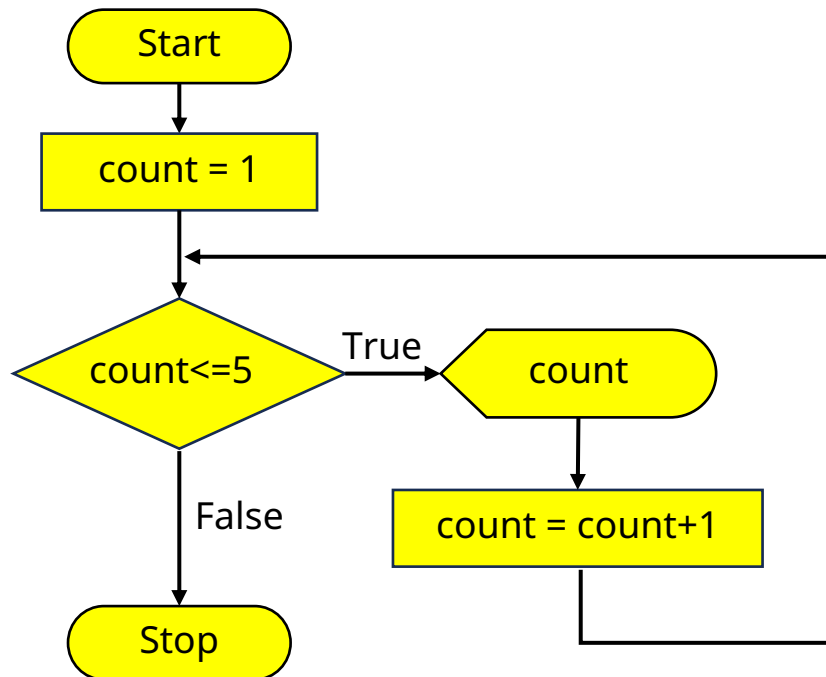 Start
count = 1
count<=5
True
count
count = count+1
False
Stop